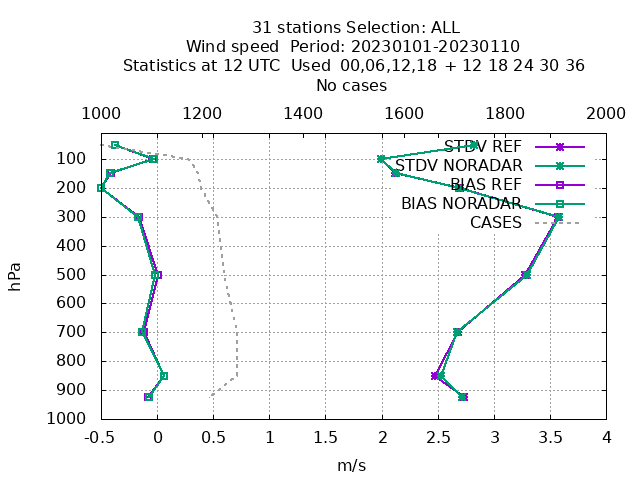 31 stations Selection: ALL
Wind speed  Period: 20230101-20230110
Statistics at 12 UTC  Used  00,06,12,18  + 12 18 24 30 36
No cases
1000 1200 1400 1600 1800 2000
STDV REF
STDV NORADAR
BIAS REF
BIAS NORADAR
CASES
hPa
100
200
300
400
500
600
700
800
900
1000
-0.5 0 0.5 1 1.5 2 2.5 3 3.5 4
m/s